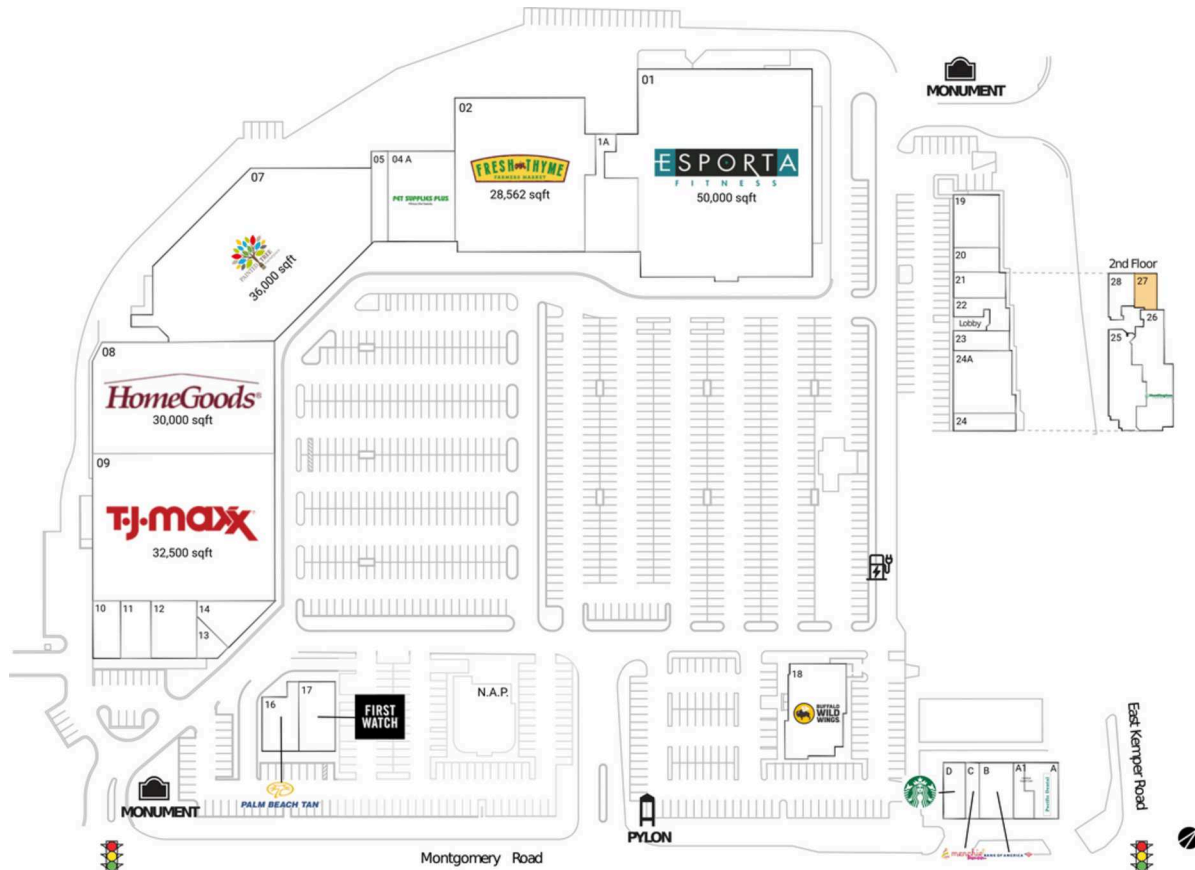 01
MONUMENT
02
1A
ESPORTA
FITNESS
50,000 sqft
FRESH THYME
FARMERS MARKET
28,562 sqft
05
04 A
PET SUPPLIES PLUS
07
36,000 sqft
19
20
21
22
Lobby
23
24A
24
2nd Floor
28
27
26
25
Huntington
08
HomeGoods
30,000 sqft
09
T·J·maxx
32,500 sqft
10
11
12
14
13
16
17
FIRST
WATCH
N.A.P.
18
BUFFALO
WILD
WINGS
PALM BEACH TAN
MONUMENT
PYLON
Montgomery Road
East Kemper Road
D
C
B
A1
A
menchie's
BANK OF AMERICA